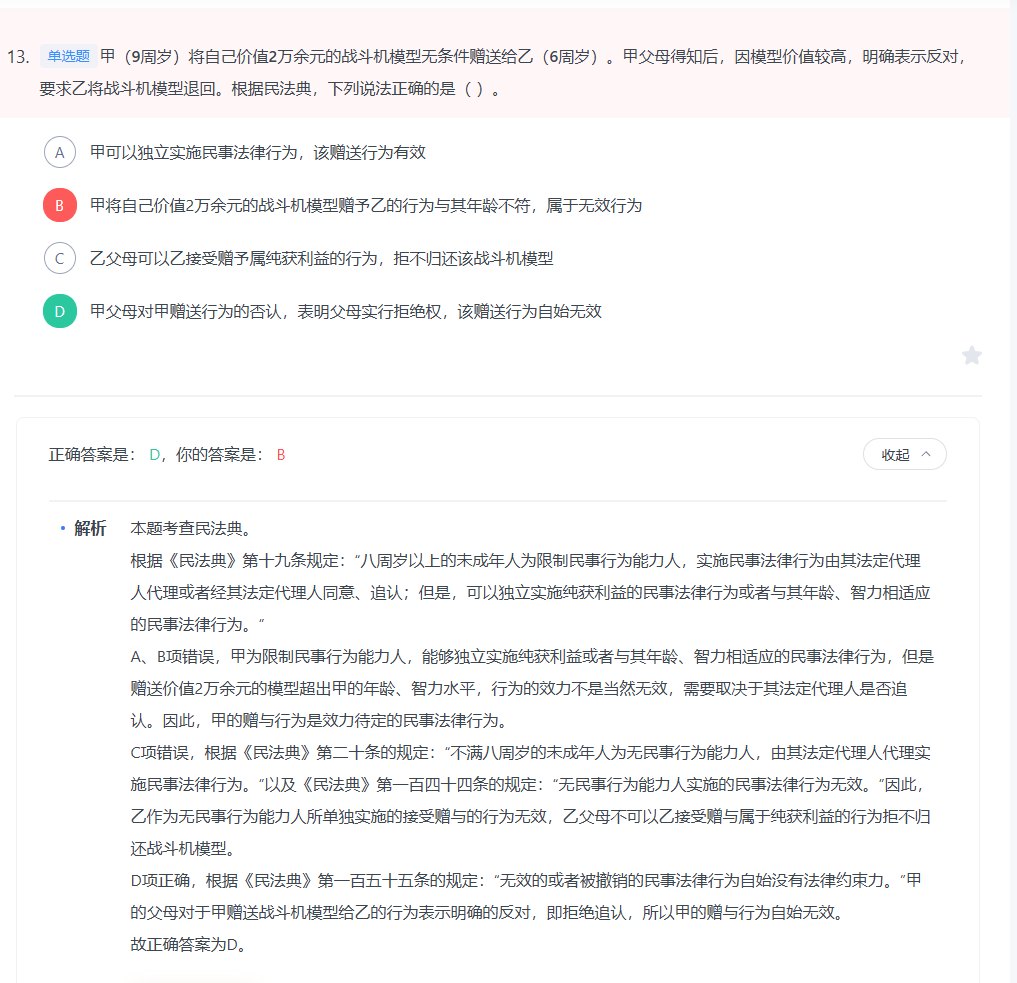 13. 单选题 甲（9周岁）将自己价值2万余元的战斗机模型无条件赠送给乙（6周岁）。甲父母得知后，因模型价值较高，明确表示反对，
要求乙将战斗机模型退回。根据民法典，下列说法正确的是（ ）。
A 甲可以独立实施民事法律行为，该赠送行为有效
B 甲将自己价值2万余元的战斗机模型赠予乙的行为与其年龄不符，属于无效行为
C 乙父母可以乙接受赠予属纯获利益的行为，拒不归还该战斗机模型
D 甲父母对甲赠送行为的否认，表明父母实行拒绝权，该赠送行为自始无效
正确答案是： D，你的答案是： B
收起
• 解析 本题考查民法典。
根据《民法典》第十九条规定：“八周岁以上的未成年人为限制民事行为能力人，实施民事法律行为由其法定代理
人代理或者经其法定代理人同意、追认；但是，可以独立实施纯获利益的民事法律行为或者与其年龄、智力相适应
的民事法律行为。”
A、B项错误，甲为限制民事行为能力人，能够独立实施纯获利益或者与其年龄、智力相适应的民事法律行为，但是
赠送价值2万余元的模型超出甲的年龄、智力水平，行为的效力不是当然无效，需要取决于其法定代理人是否追
认。因此，甲的赠与行为是效力待定的民事法律行为。
C项错误，根据《民法典》第二十条的规定：“不满八周岁的未成年人为无民事行为能力人，由其法定代理人代理实
施民事法律行为。”以及《民法典》第一百四十四条的规定：“无民事行为能力人实施的民事法律行为无效。”因此，
乙作为无民事行为能力人所单独实施的接受赠与的行为无效，乙父母不可以乙接受赠与属于纯获利益的行为拒不归
还战斗机模型。
D项正确，根据《民法典》第一百五十五条的规定：“无效的或者被撤销的民事法律行为自始没有法律约束力。”甲
的父母对于甲赠送战斗机模型给乙的行为表示明确的反对，即拒绝追认，所以甲的赠与行为自始无效。
故正确答案为D。